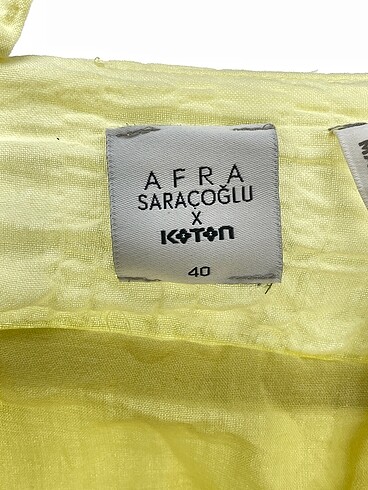 AFRA
SARAÇOĞLU
X
KOTON
40